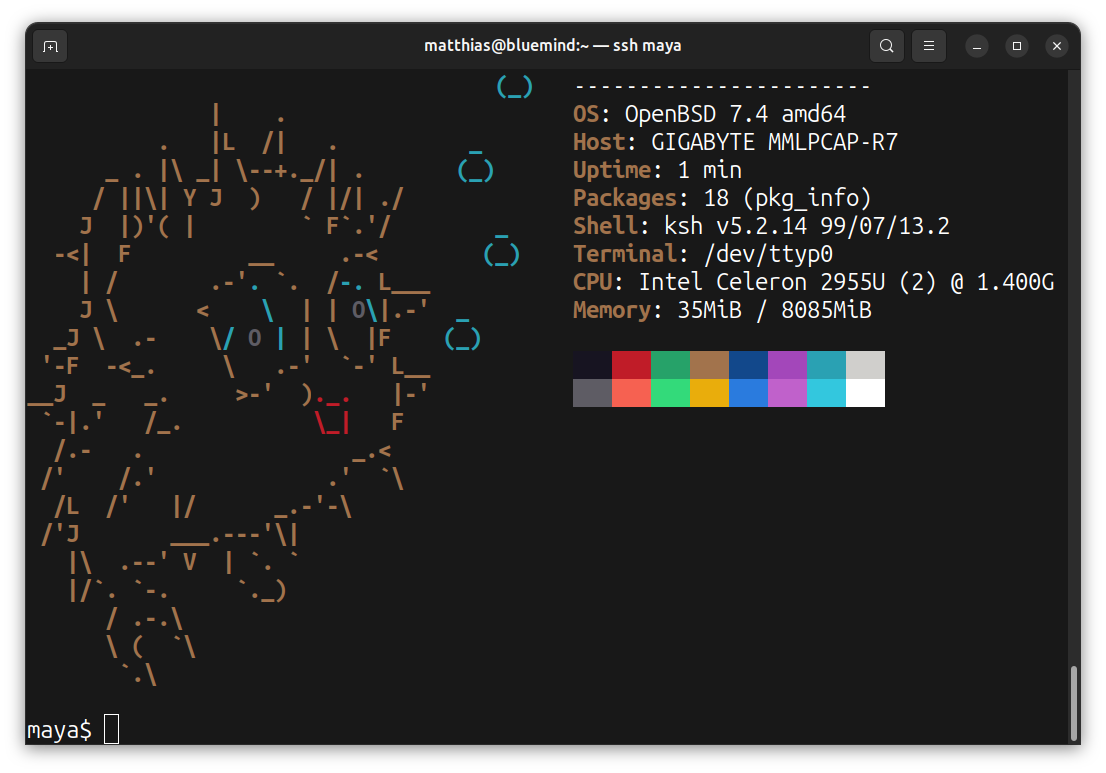 matthias@bluemind:~ — ssh maya
-----------------------
OS: OpenBSD 7.4 amd64
Host: GIGABYTE MMLPCAP-R7
Uptime: 1 min
Packages: 18 (pkg_info)
Shell: ksh v5.2.14 99/07/13.2
Terminal: /dev/ttyp0
CPU: Intel Celeron 2955U (2) @ 1.400G
Memory: 35MiB / 8085MiB
maya$